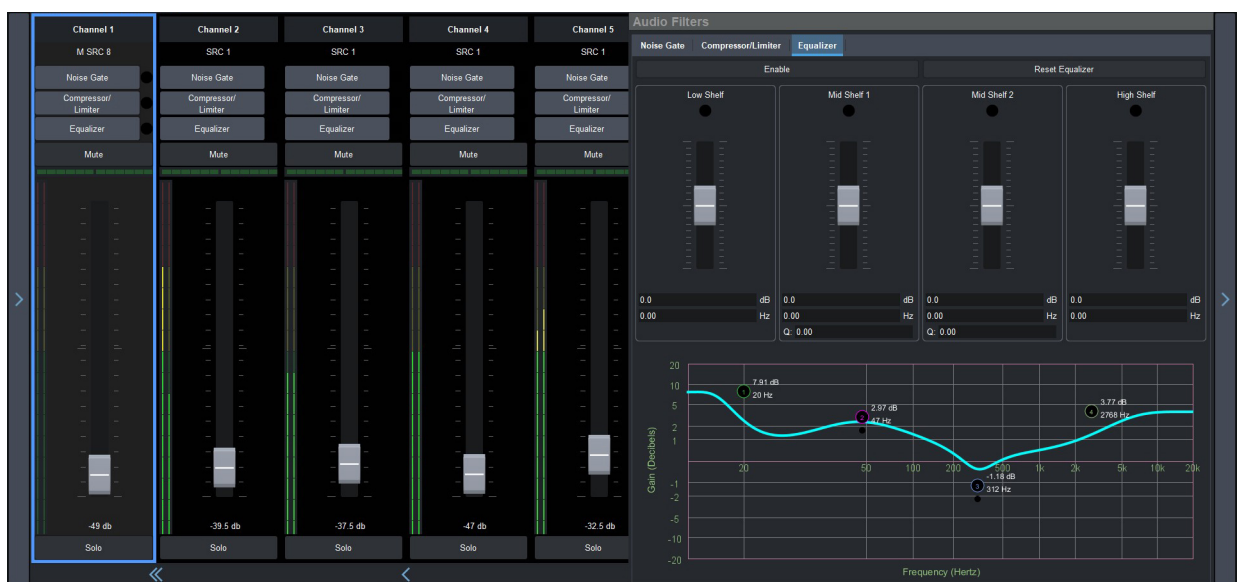 Channel 1
Channel 2
Channel 3
Channel 4
Channel 5
M SRC 8
SRC 1
SRC 1
SRC 1
SRC 1
Noise Gate
Noise Gate
Noise Gate
Noise Gate
Noise Gate
Compressor/
Limiter
Compressor/
Limiter
Compressor/
Limiter
Compressor/
Limiter
Compressor/
Limiter
Equalizer
Equalizer
Equalizer
Equalizer
Equalizer
Mute
Mute
Mute
Mute
Mute
-49 db
-39.5 db
-37.5 db
-47 db
-32.5 db
Solo
Solo
Solo
Solo
Solo
Audio Filters
Noise Gate
Compressor/Limiter
Equalizer
Enable
Reset Equalizer
Low Shelf
Mid Shelf 1
Mid Shelf 2
High Shelf
0.0 dB
0.0 dB
0.0 dB
0.0 dB
0.00 Hz
0.00 Hz
0.00 Hz
0.00 Hz
Q: 0.00
Q: 0.00
Gain (Decibels)
20
10
5
2
1
-1
-2
-5
-10
-20
1
7.91 dB
20 Hz
2
2.97 dB
47 Hz
3
-1.18 dB
312 Hz
4
3.77 dB
2768 Hz
20
50
100
200
500
1k
2k
5k
10k
20k
Frequency (Hertz)